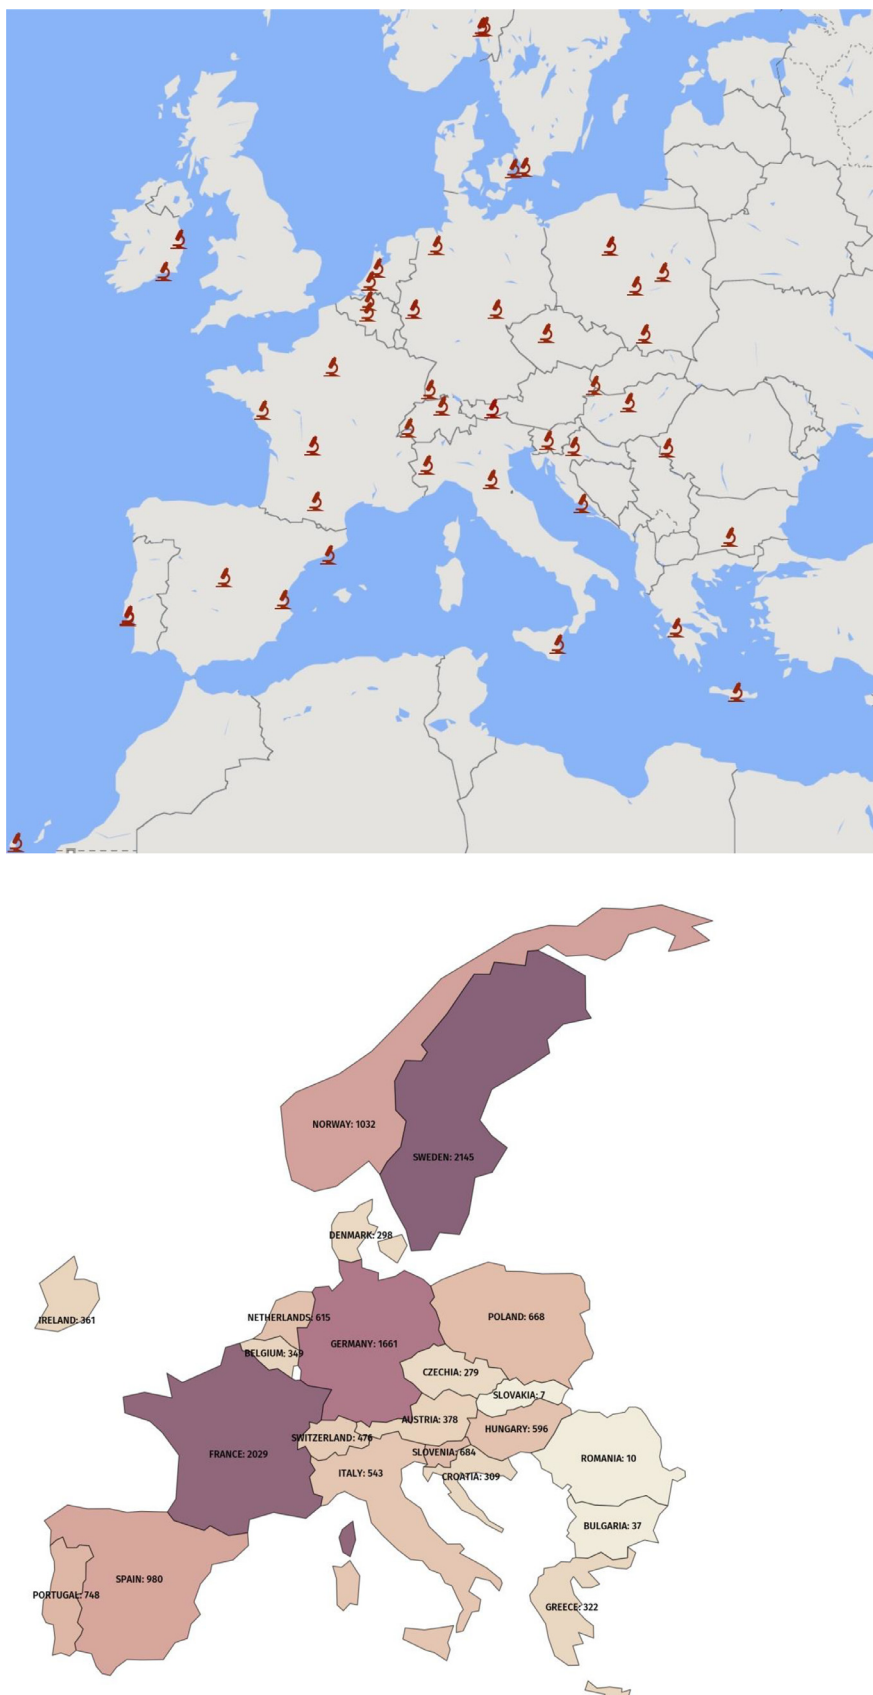 NORWAY: 1032
SWEDEN: 2145
DENMARK: 298
IRELAND: 361
NETHERLANDS: 615
POLAND: 668
GERMANY: 1661
BELGIUM: 349
CZECHIA: 279
SLOVAKIA: 7
AUSTRIA: 378
HUNGARY: 596
SWITZERLAND: 476
FRANCE: 2029
SLOVENIA: 684
ROMANIA: 10
ITALY: 543
CROATIA: 309
BULGARIA: 37
SPAIN: 980
PORTUGAL: 748
GREECE: 322